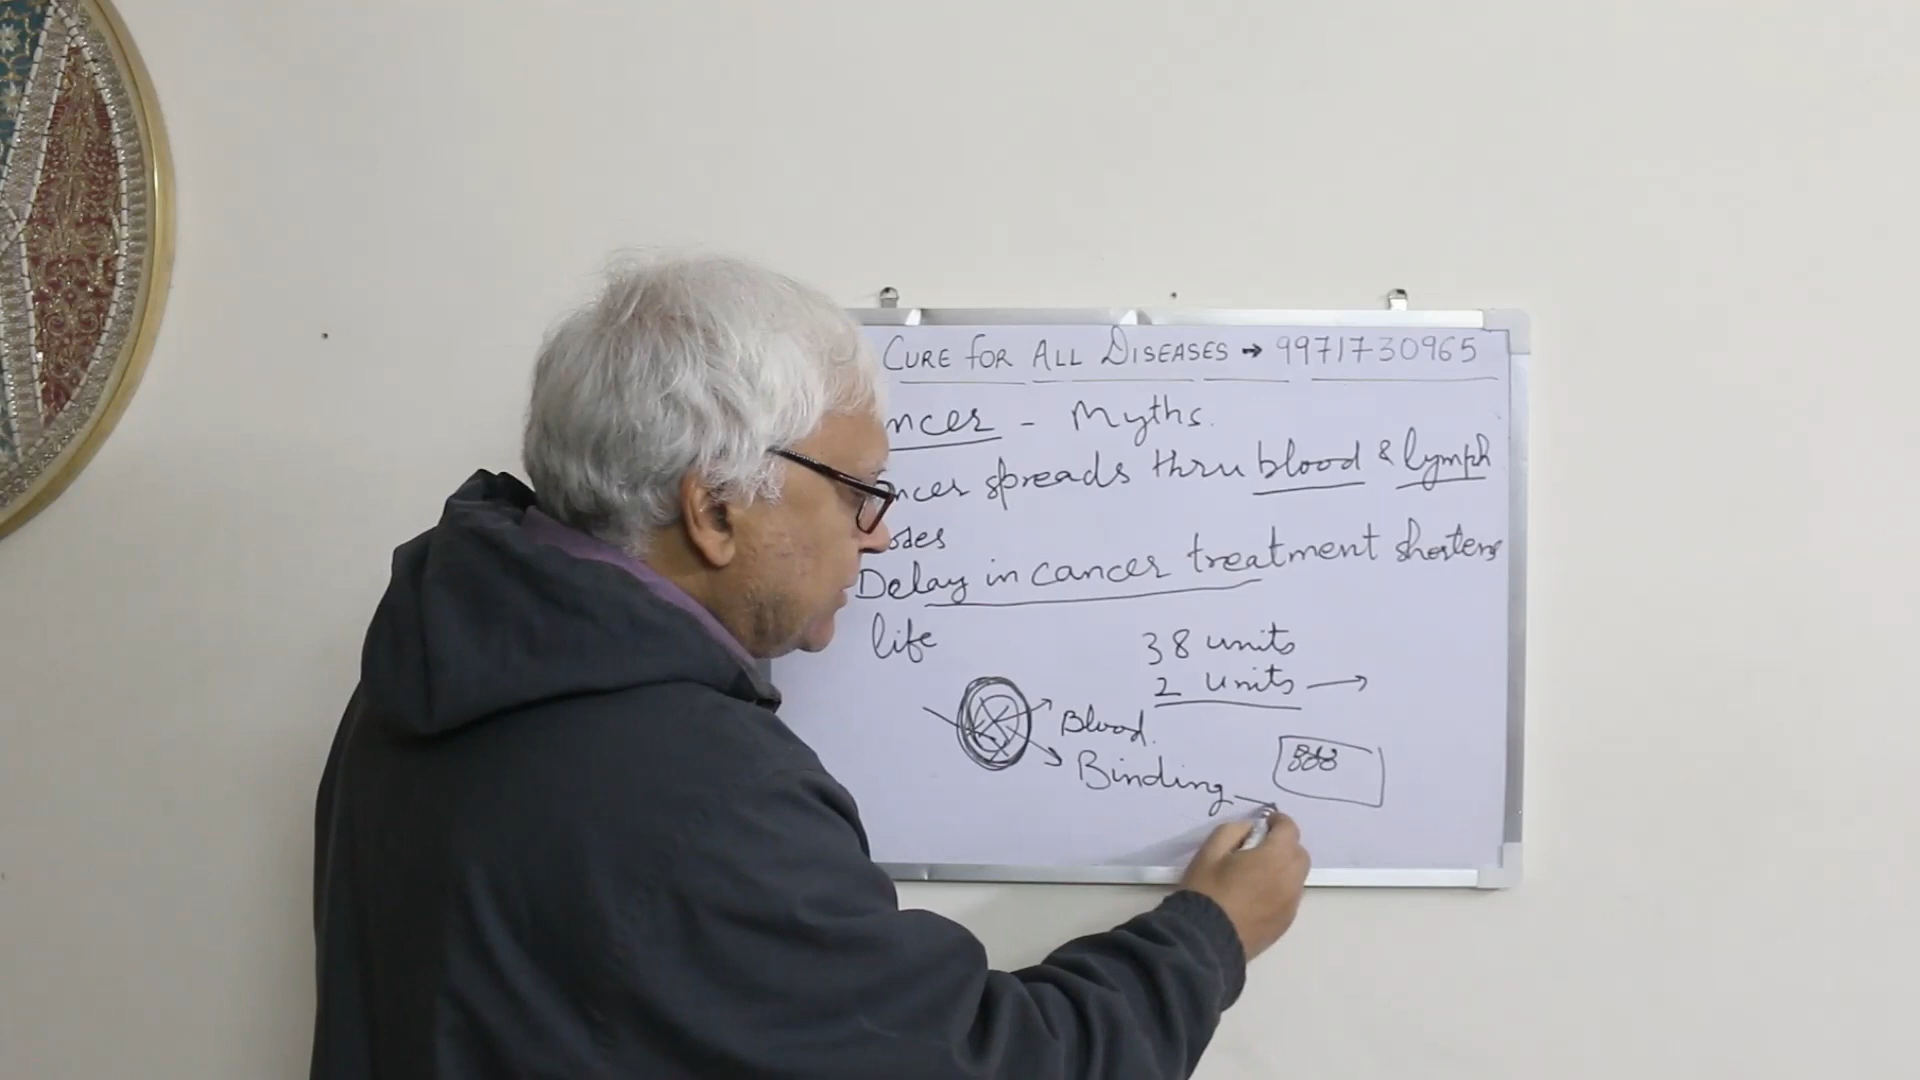 CURE FOR ALL DISEASES → 9971730965
ncer - Myths.
ncer spreads thru blood & lymph
odes
Delay in cancer treatment shortens
life
38 units
2 units →
Blood.
Binding